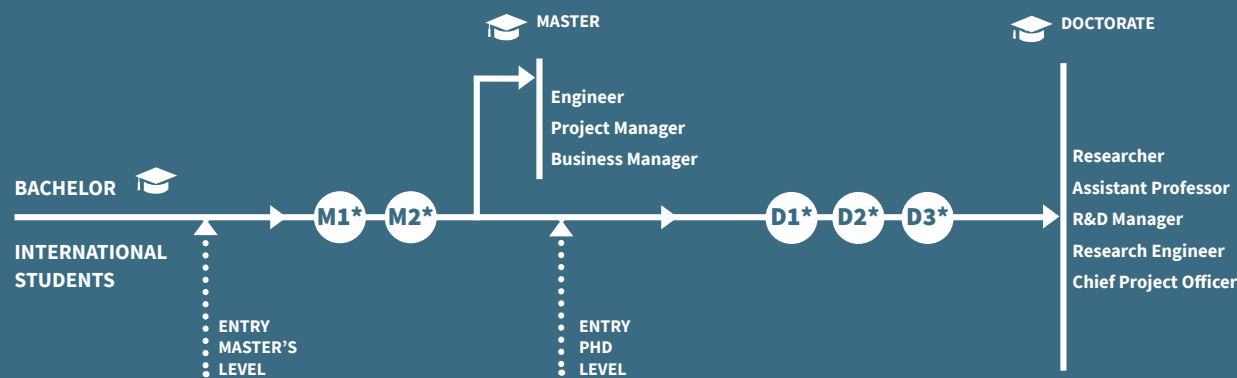 MASTER
DOCTORATE
Engineer
Project Manager
Business Manager
Researcher
Assistant Professor
R&D Manager
Research Engineer
Chief Project Officer
BACHELOR
M1*
M2*
D1*
D2*
D3*
INTERNATIONAL
STUDENTS
ENTRY
MASTER'S
LEVEL
ENTRY
PHD
LEVEL